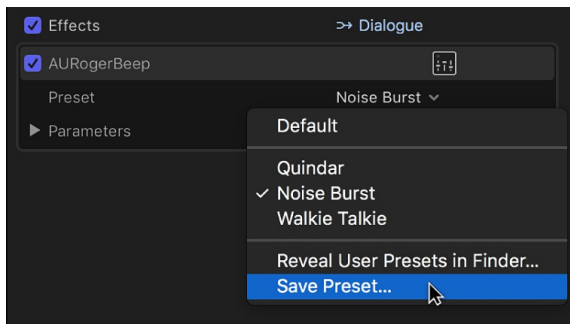 Effects
Dialogue
AURogerBeep
Preset
Noise Burst
Parameters
Default
Quindar
Noise Burst
Walkie Talkie
Reveal User Presets in Finder...
Save Preset...